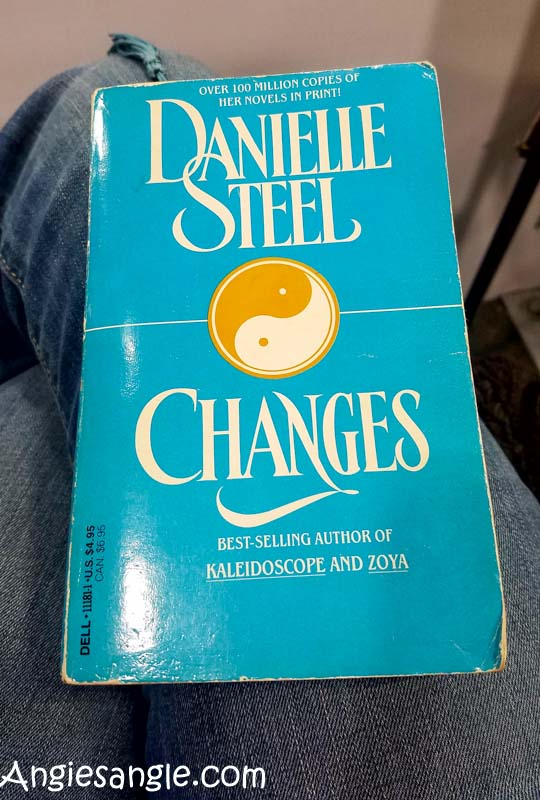 OVER 100 MILLION COPIES OF
HER NOVELS IN PRINT!
DANIELLE
STEEL
CHANGES
BEST-SELLING AUTHOR OF
KALEIDOSCOPE AND ZOYA
DELL • 11181-1 • U.S. $4.95
CAN. $6.95
Angiesangle.com